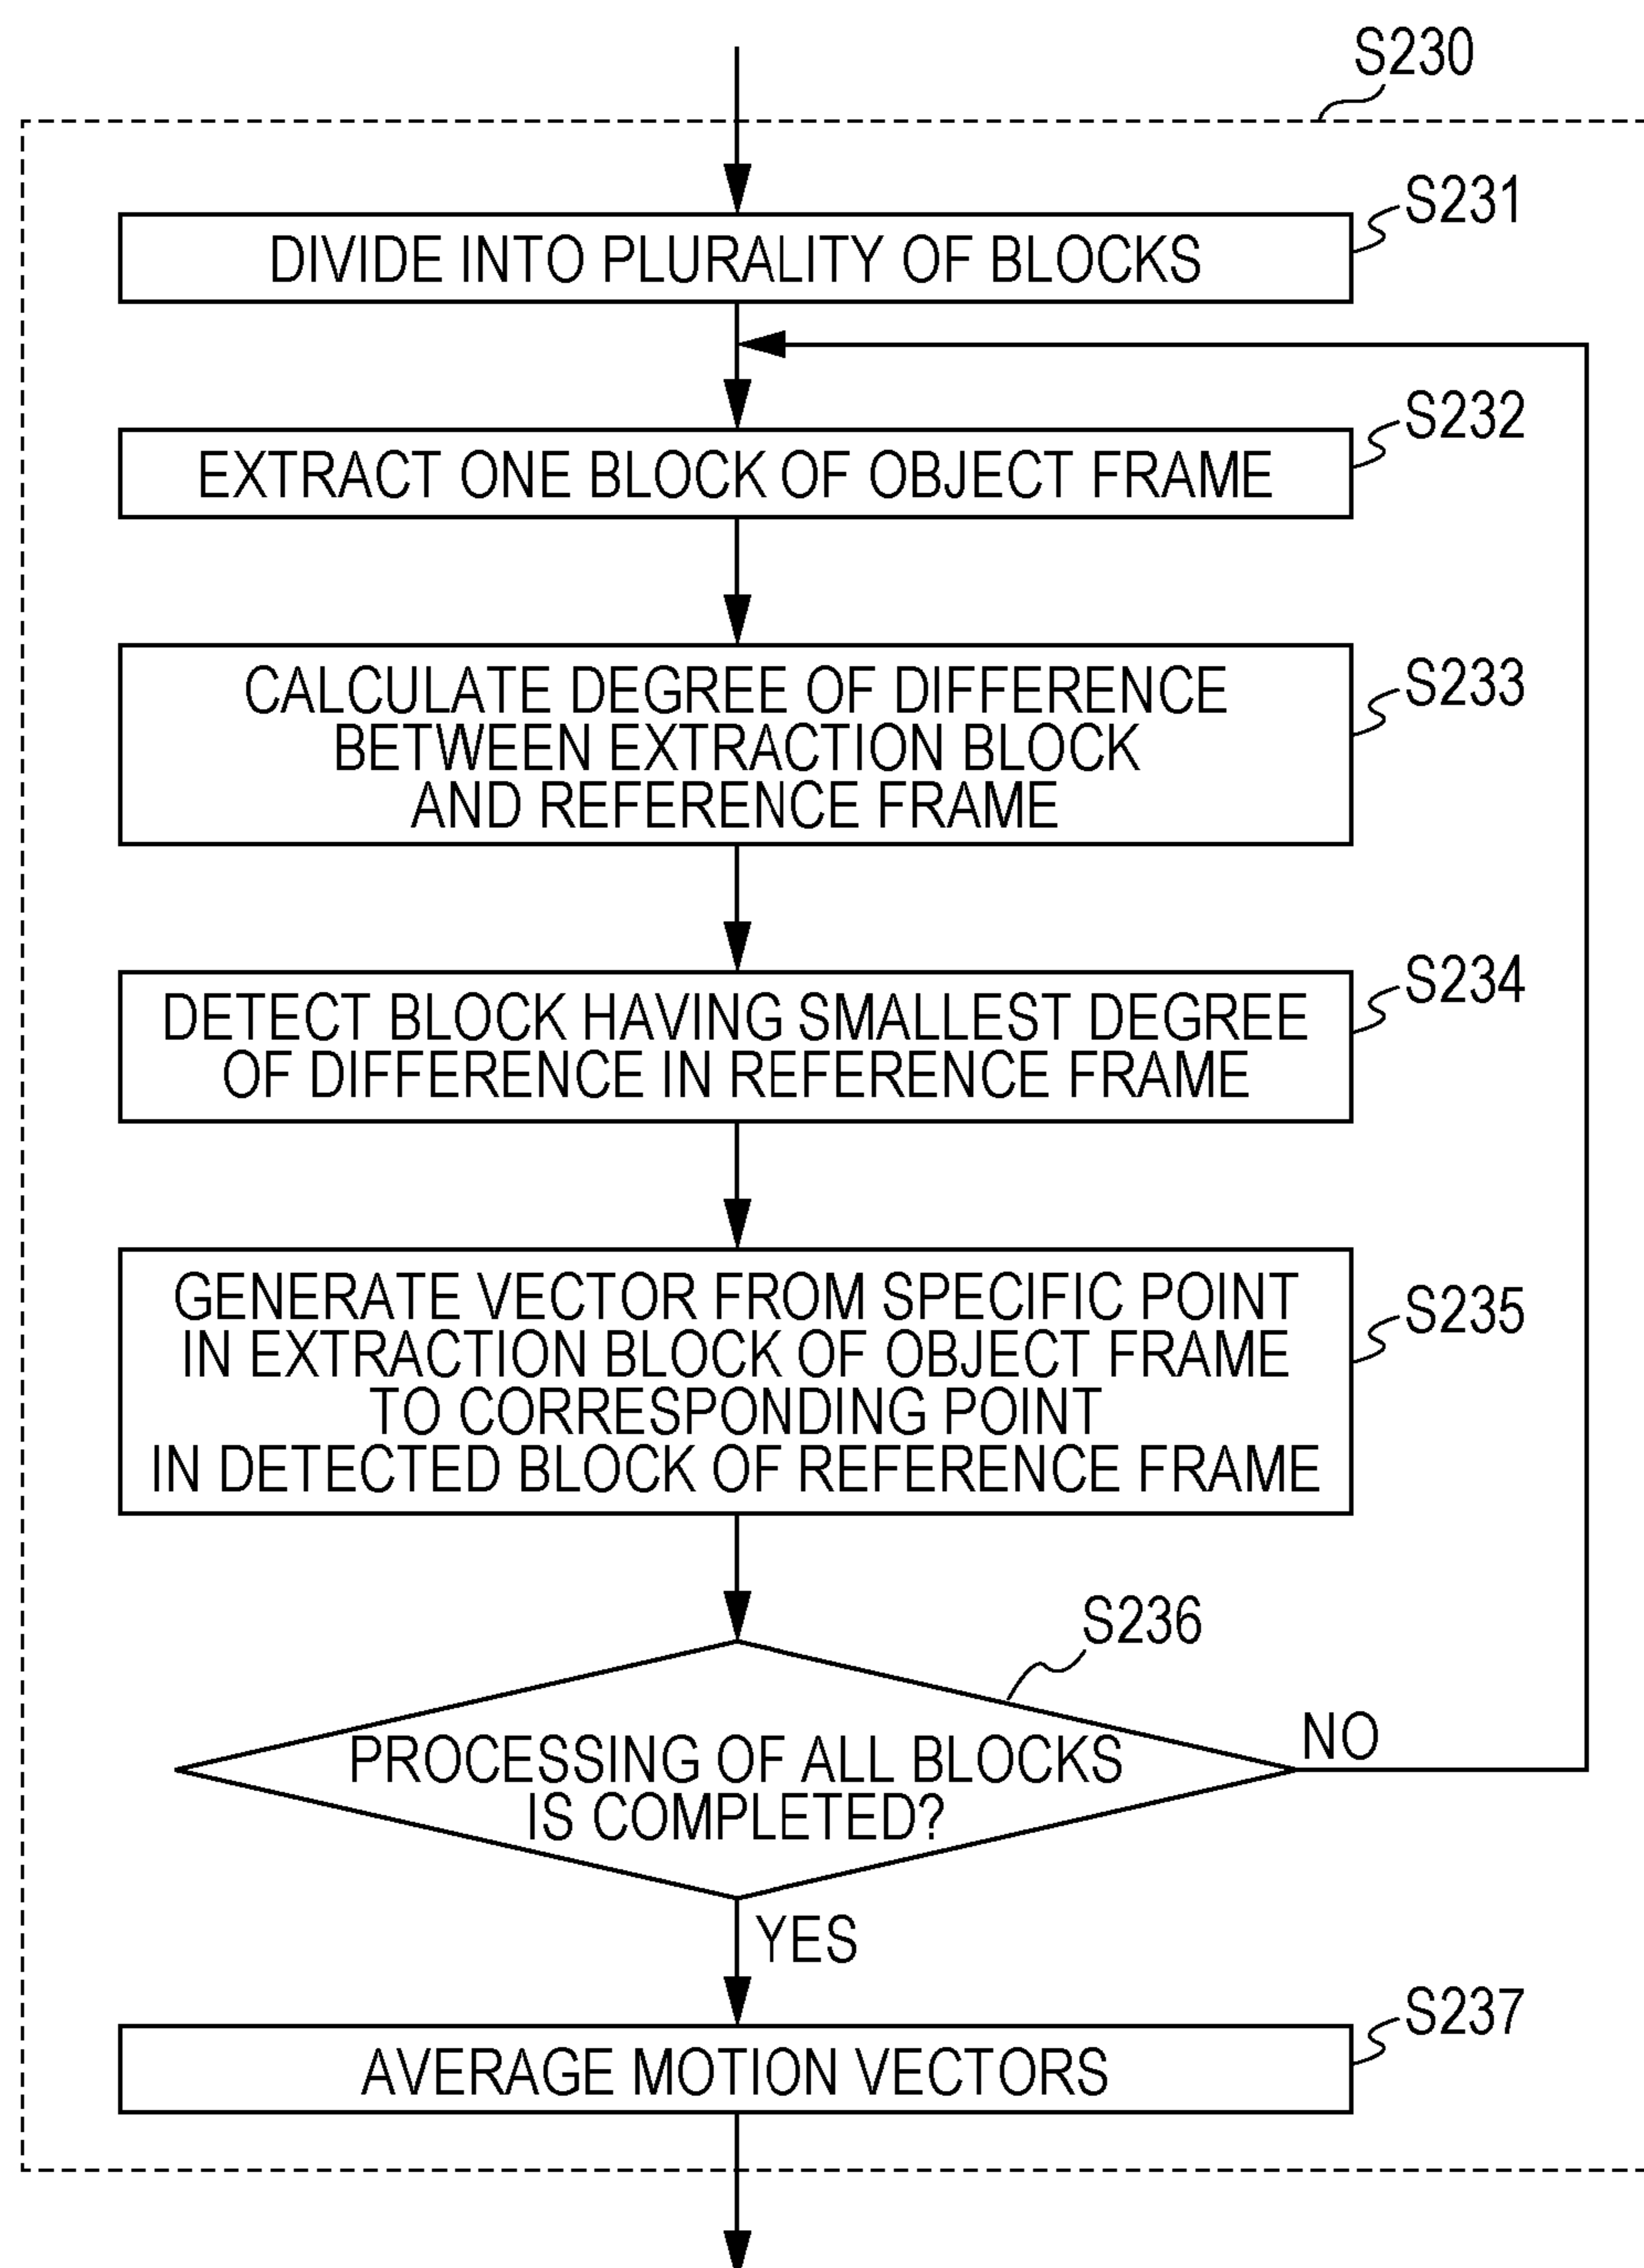 S230
S231
DIVIDE INTO PLURALITY OF BLOCKS
S232
EXTRACT ONE BLOCK OF OBJECT FRAME
S233
CALCULATE DEGREE OF DIFFERENCE
BETWEEN EXTRACTION BLOCK
AND REFERENCE FRAME
S234
DETECT BLOCK HAVING SMALLEST DEGREE
OF DIFFERENCE IN REFERENCE FRAME
S235
GENERATE VECTOR FROM SPECIFIC POINT
IN EXTRACTION BLOCK OF OBJECT FRAME
TO CORRESPONDING POINT
IN DETECTED BLOCK OF REFERENCE FRAME
S236
PROCESSING OF ALL BLOCKS
IS COMPLETED?
NO
YES
S237
AVERAGE MOTION VECTORS